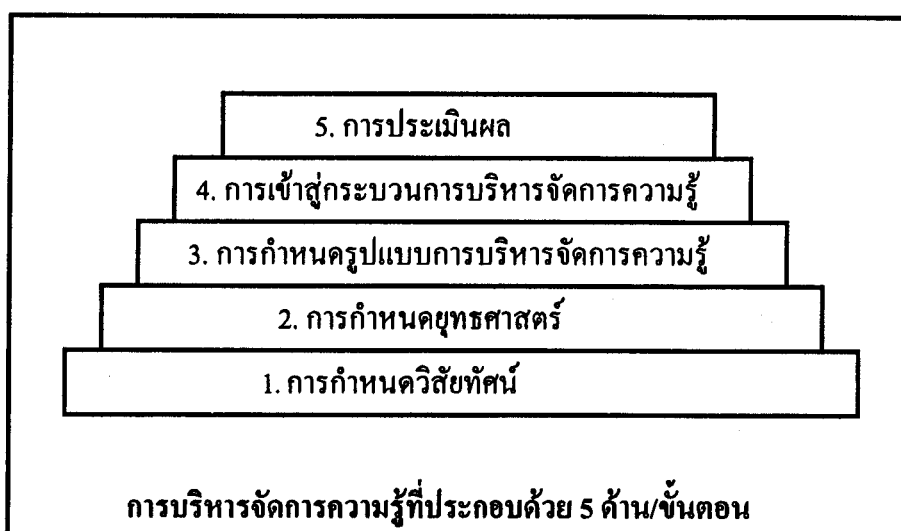 5. การประเมินผล
4. การเข้าสู่กระบวนการบริหารจัดการความรู้
3. การกำหนดรูปแบบการบริหารจัดการความรู้
2. การกำหนดยุทธศาสตร์
1. การกำหนดวิสัยทัศน์
การบริหารจัดการความรู้ที่ประกอบด้วย 5 ด้าน/ขั้นตอน